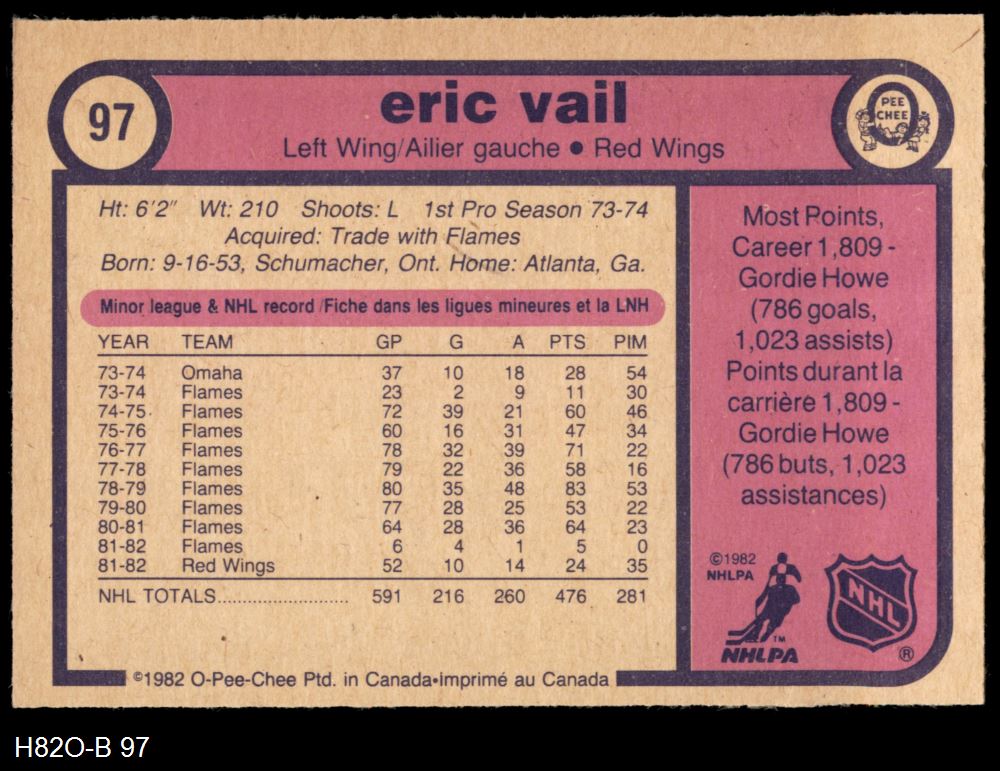 97
eric vail
Left Wing/Ailier gauche • Red Wings
PEE
CHEE
Ht: 6'2" Wt: 210 Shoots: L 1st Pro Season 73-74
Acquired: Trade with Flames
Born: 9-16-53, Schumacher, Ont. Home: Atlanta, Ga.
Minor league & NHL record/Fiche dans les ligues mineures et la LNH
YEAR TEAM GP G A PTS PIM
73-74 Omaha 37 10 18 28 54
73-74 Flames 23 2 9 11 30
74-75 Flames 72 39 21 60 46
75-76 Flames 60 16 31 47 34
76-77 Flames 78 32 39 71 22
77-78 Flames 79 22 36 58 16
78-79 Flames 80 35 48 83 53
79-80 Flames 77 28 25 53 22
80-81 Flames 64 28 36 64 23
81-82 Flames 6 4 1 5 0
81-82 Red Wings 52 10 14 24 35
NHL TOTALS........................... 591 216 260 476 281
©1982 O-Pee-Chee Ptd. in Canada•imprimé au Canada
Most Points,
Career 1,809 -
Gordie Howe
(786 goals,
1,023 assists)
Points durant la
carrière 1,809 -
Gordie Howe
(786 buts, 1,023
assistances)
©1982
NHLPA
TM
NHLPA
NHL
®
H82O-B 97